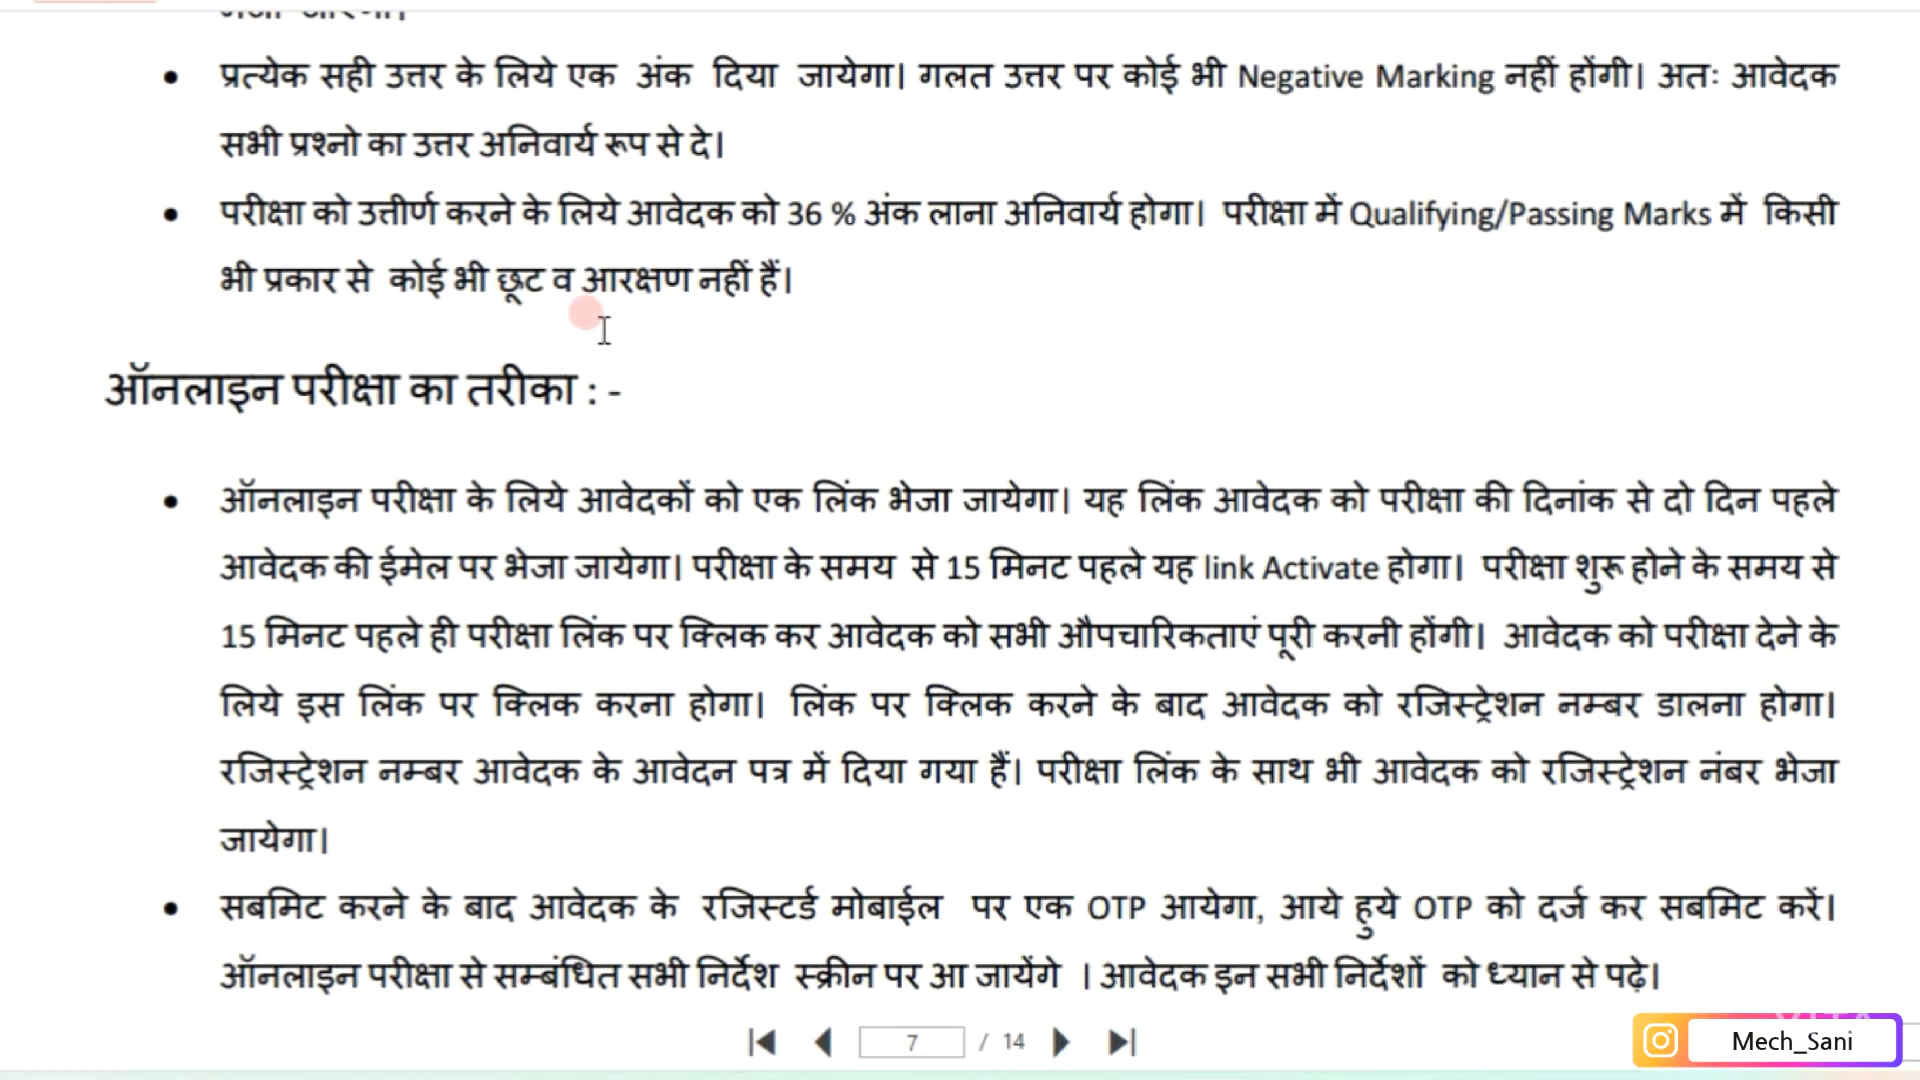 प्रत्येक सही उत्तर के लिये एक अंक दिया जायेगा। गलत उत्तर पर कोई भी Negative Marking नहीं होंगी। अतः आवेदक
सभी प्रश्नो का उत्तर अनिवार्य रूप से दे।
परीक्षा को उत्तीर्ण करने के लिये आवेदक को 36 % अंक लाना अनिवार्य होगा। परीक्षा में Qualifying/Passing Marks में किसी
भी प्रकार से कोई भी छूट व आरक्षण नहीं हैं।
ऑनलाइन परीक्षा का तरीका : -
ऑनलाइन परीक्षा के लिये आवेदकों को एक लिंक भेजा जायेगा। यह लिंक आवेदक को परीक्षा की दिनांक से दो दिन पहले
आवेदक की ईमेल पर भेजा जायेगा। परीक्षा के समय से 15 मिनट पहले यह link Activate होगा। परीक्षा शुरू होने के समय से
15 मिनट पहले ही परीक्षा लिंक पर क्लिक कर आवेदक को सभी औपचारिकताएं पूरी करनी होंगी। आवेदक को परीक्षा देने के
लिये इस लिंक पर क्लिक करना होगा। लिंक पर क्लिक करने के बाद आवेदक को रजिस्ट्रेशन नम्बर डालना होगा।
रजिस्ट्रेशन नम्बर आवेदक के आवेदन पत्र में दिया गया हैं। परीक्षा लिंक के साथ भी आवेदक को रजिस्ट्रेशन नंबर भेजा
जायेगा।
सबमिट करने के बाद आवेदक के रजिस्टर्ड मोबाईल पर एक OTP आयेगा, आये हुये OTP को दर्ज कर सबमिट करें।
ऑनलाइन परीक्षा से सम्बंधित सभी निर्देश स्क्रीन पर आ जायेंगे । आवेदक इन सभी निर्देशों को ध्यान से पढ़े।
7 / 14
Mech_Sani